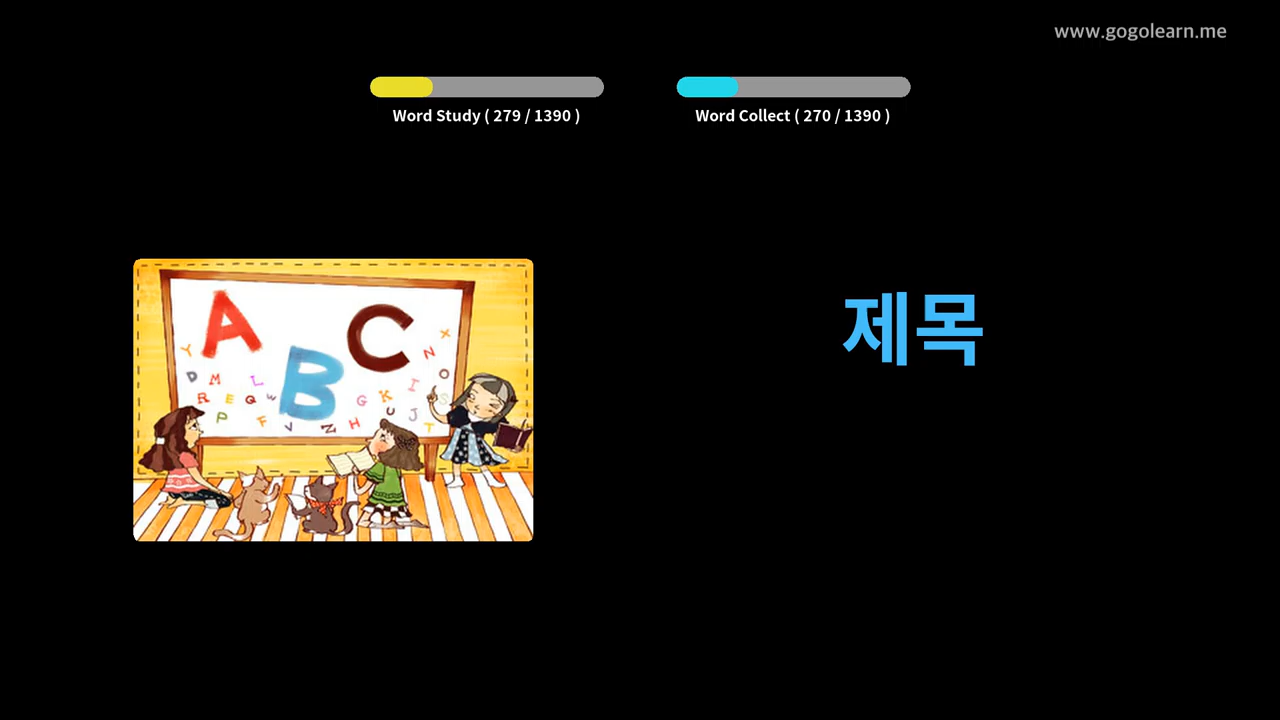 www.gogolearn.me
Word Study ( 279 / 1390 )
Word Collect ( 270 / 1390 )
제목
A
B
C
Y
X
N
D
M
L
O
R
E
Q
W
G
K
I
S
P
F
V
Z
H
U
J
T